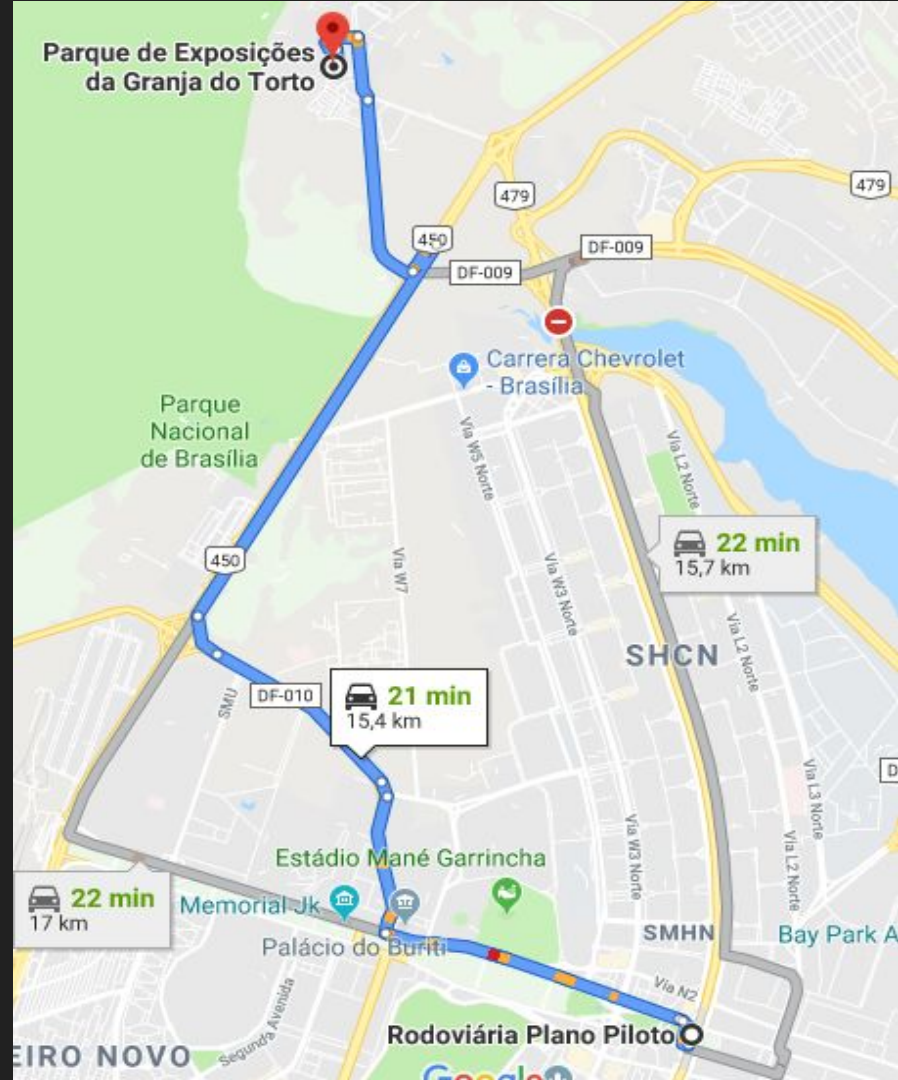 Parque de Exposições
da Granja do Torto
479
479
450
DF-009
DF-009
Carrera Chevrolet
- Brasília
Parque
Nacional
de Brasília
Via W5 Norte
Via L2 Norte
450
Via W7
Via W3 Norte
22 min
15,7 km
Via L2 Norte
SHCN
SMU
DF-010
21 min
15,4 km
D
Via L3 Norte
Via W3 Norte
Via L2 Norte
Estádio Mané Garrincha
22 min
17 km
Memorial Jk
Palácio do Buriti
SMHN
Bay Park A
Via N2
Segunda Avenida
Rodoviária Plano Piloto
EIRO NOVO
Google